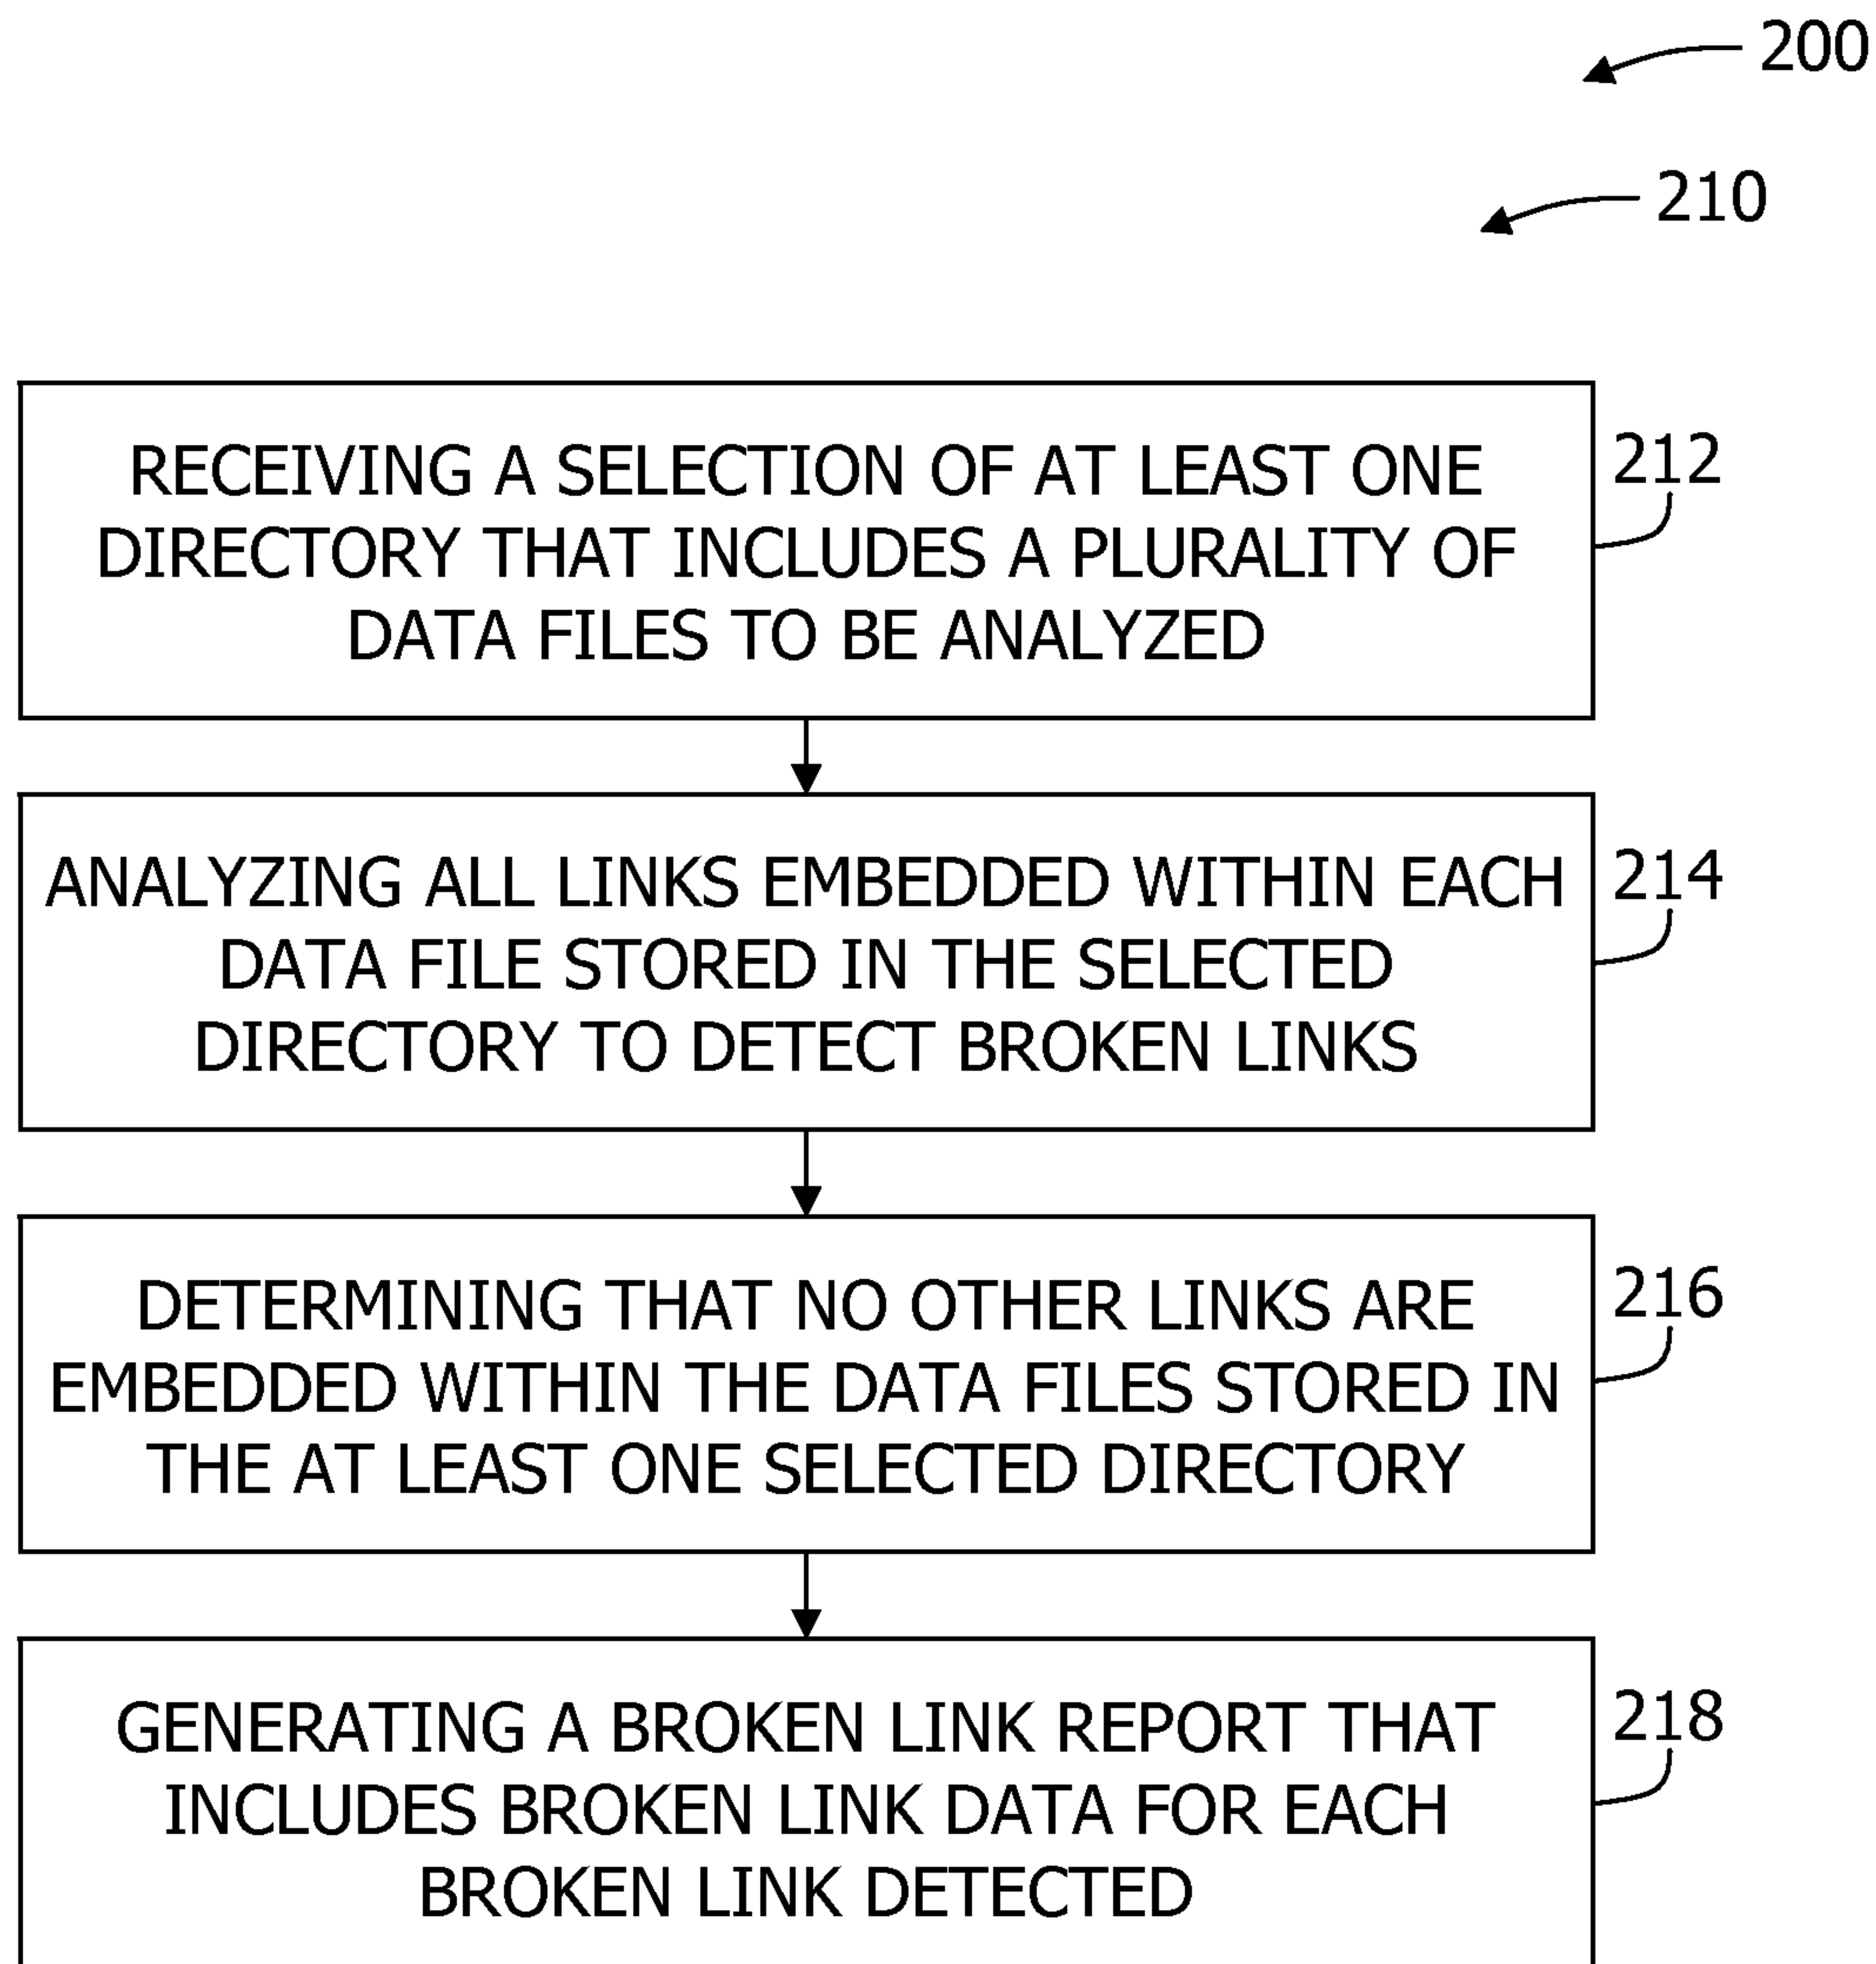 200
210
RECEIVING A SELECTION OF AT LEAST ONE
DIRECTORY THAT INCLUDES A PLURALITY OF
DATA FILES TO BE ANALYZED
212
ANALYZING ALL LINKS EMBEDDED WITHIN EACH
DATA FILE STORED IN THE SELECTED
DIRECTORY TO DETECT BROKEN LINKS
214
DETERMINING THAT NO OTHER LINKS ARE
EMBEDDED WITHIN THE DATA FILES STORED IN
THE AT LEAST ONE SELECTED DIRECTORY
216
GENERATING A BROKEN LINK REPORT THAT
INCLUDES BROKEN LINK DATA FOR EACH
BROKEN LINK DETECTED
218